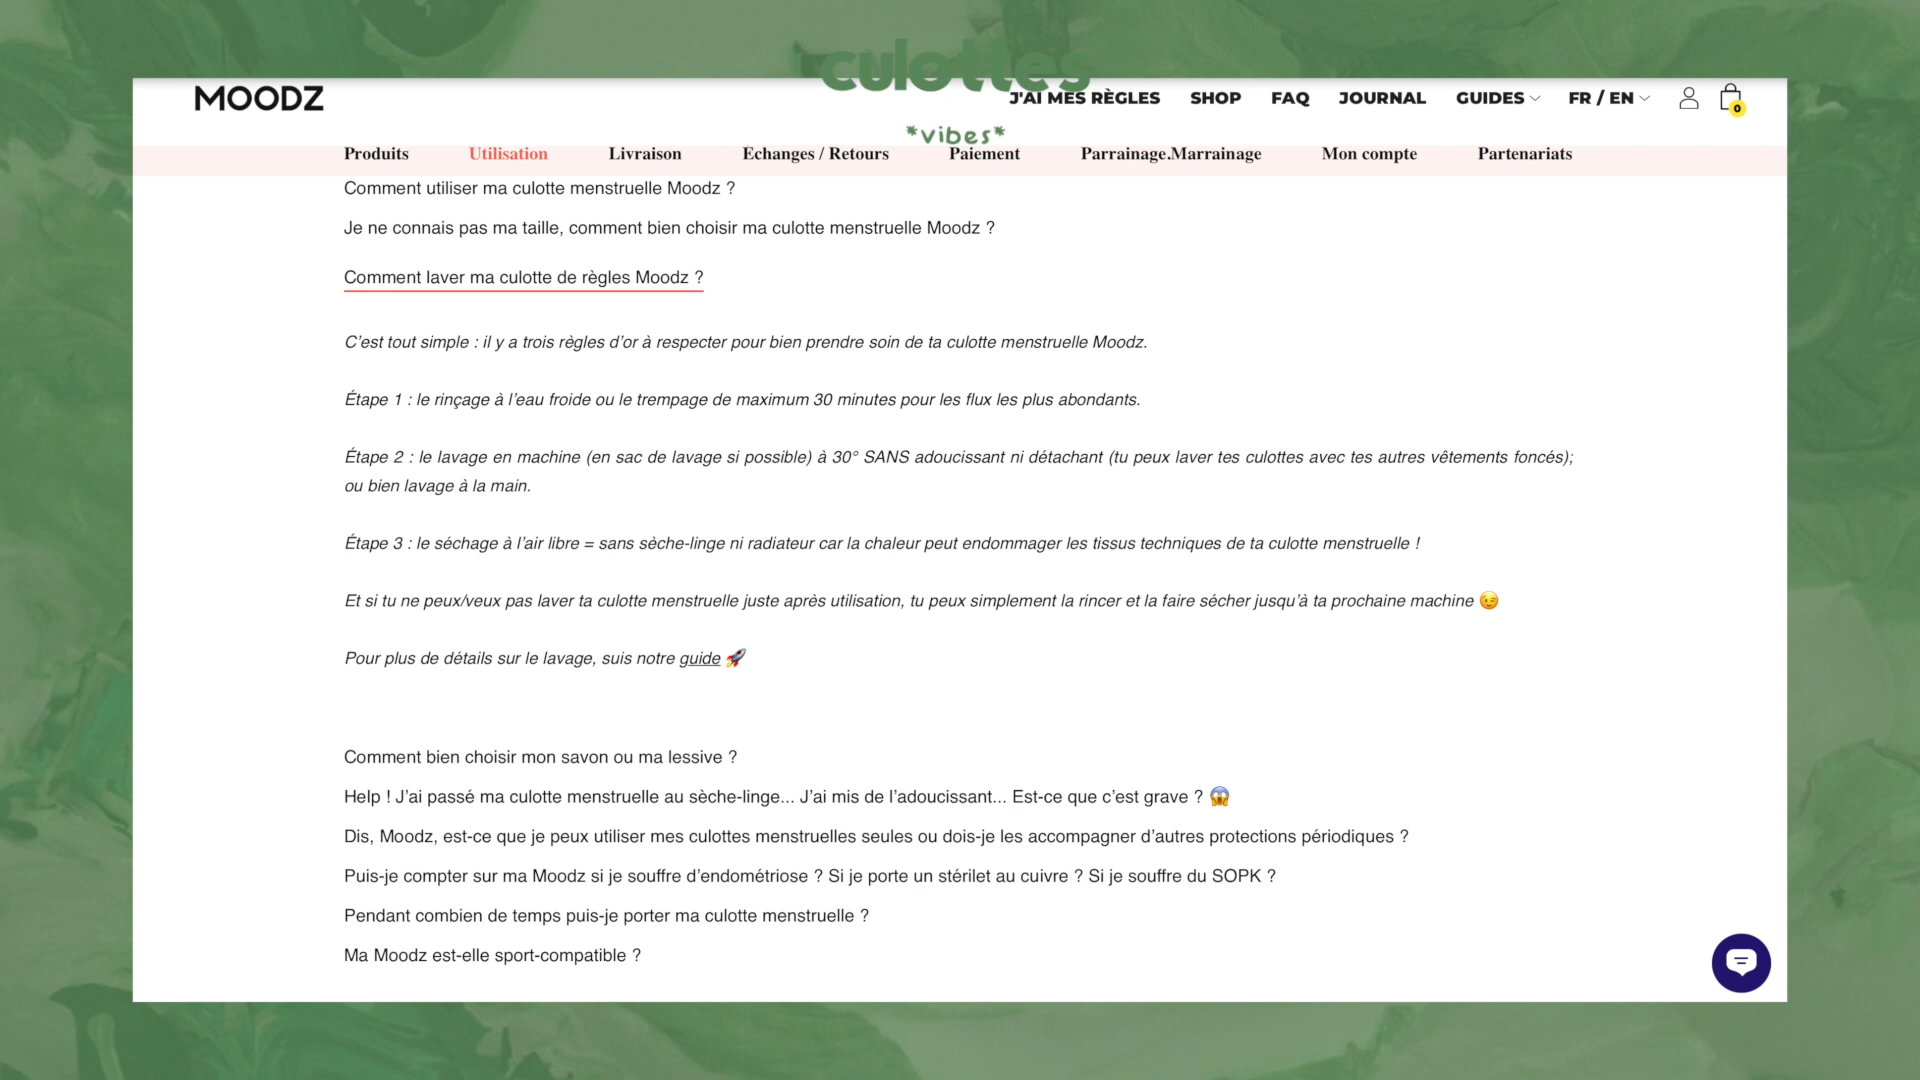 culottes
MOODZ J'AI MES RÈGLES SHOP FAQ JOURNAL GUIDES FR / EN 0
*vibes*
Produits Utilisation Livraison Echanges / Retours Paiement Parrainage.Marrainage Mon compte Partenariats
Comment utiliser ma culotte menstruelle Moodz ?
Je ne connais pas ma taille, comment bien choisir ma culotte menstruelle Moodz ?
Comment laver ma culotte de règles Moodz ?
C’est tout simple : il y a trois règles d’or à respecter pour bien prendre soin de ta culotte menstruelle Moodz.
Étape 1 : le rinçage à l’eau froide ou le trempage de maximum 30 minutes pour les flux les plus abondants.
Étape 2 : le lavage en machine (en sac de lavage si possible) à 30° SANS adoucissant ni détachant (tu peux laver tes culottes avec tes autres vêtements foncés);
ou bien lavage à la main.
Étape 3 : le séchage à l’air libre = sans sèche-linge ni radiateur car la chaleur peut endommager les tissus techniques de ta culotte menstruelle !
Et si tu ne peux/veux pas laver ta culotte menstruelle juste après utilisation, tu peux simplement la rincer et la faire sécher jusqu’à ta prochaine machine 😉
Pour plus de détails sur le lavage, suis notre guide 🚀
Comment bien choisir mon savon ou ma lessive ?
Help ! J’ai passé ma culotte menstruelle au sèche-linge... J’ai mis de l’adoucissant... Est-ce que c’est grave ? 😱
Dis, Moodz, est-ce que je peux utiliser mes culottes menstruelles seules ou dois-je les accompagner d’autres protections périodiques ?
Puis-je compter sur ma Moodz si je souffre d’endométriose ? Si je porte un stérilet au cuivre ? Si je souffre du SOPK ?
Pendant combien de temps puis-je porter ma culotte menstruelle ?
Ma Moodz est-elle sport-compatible ?